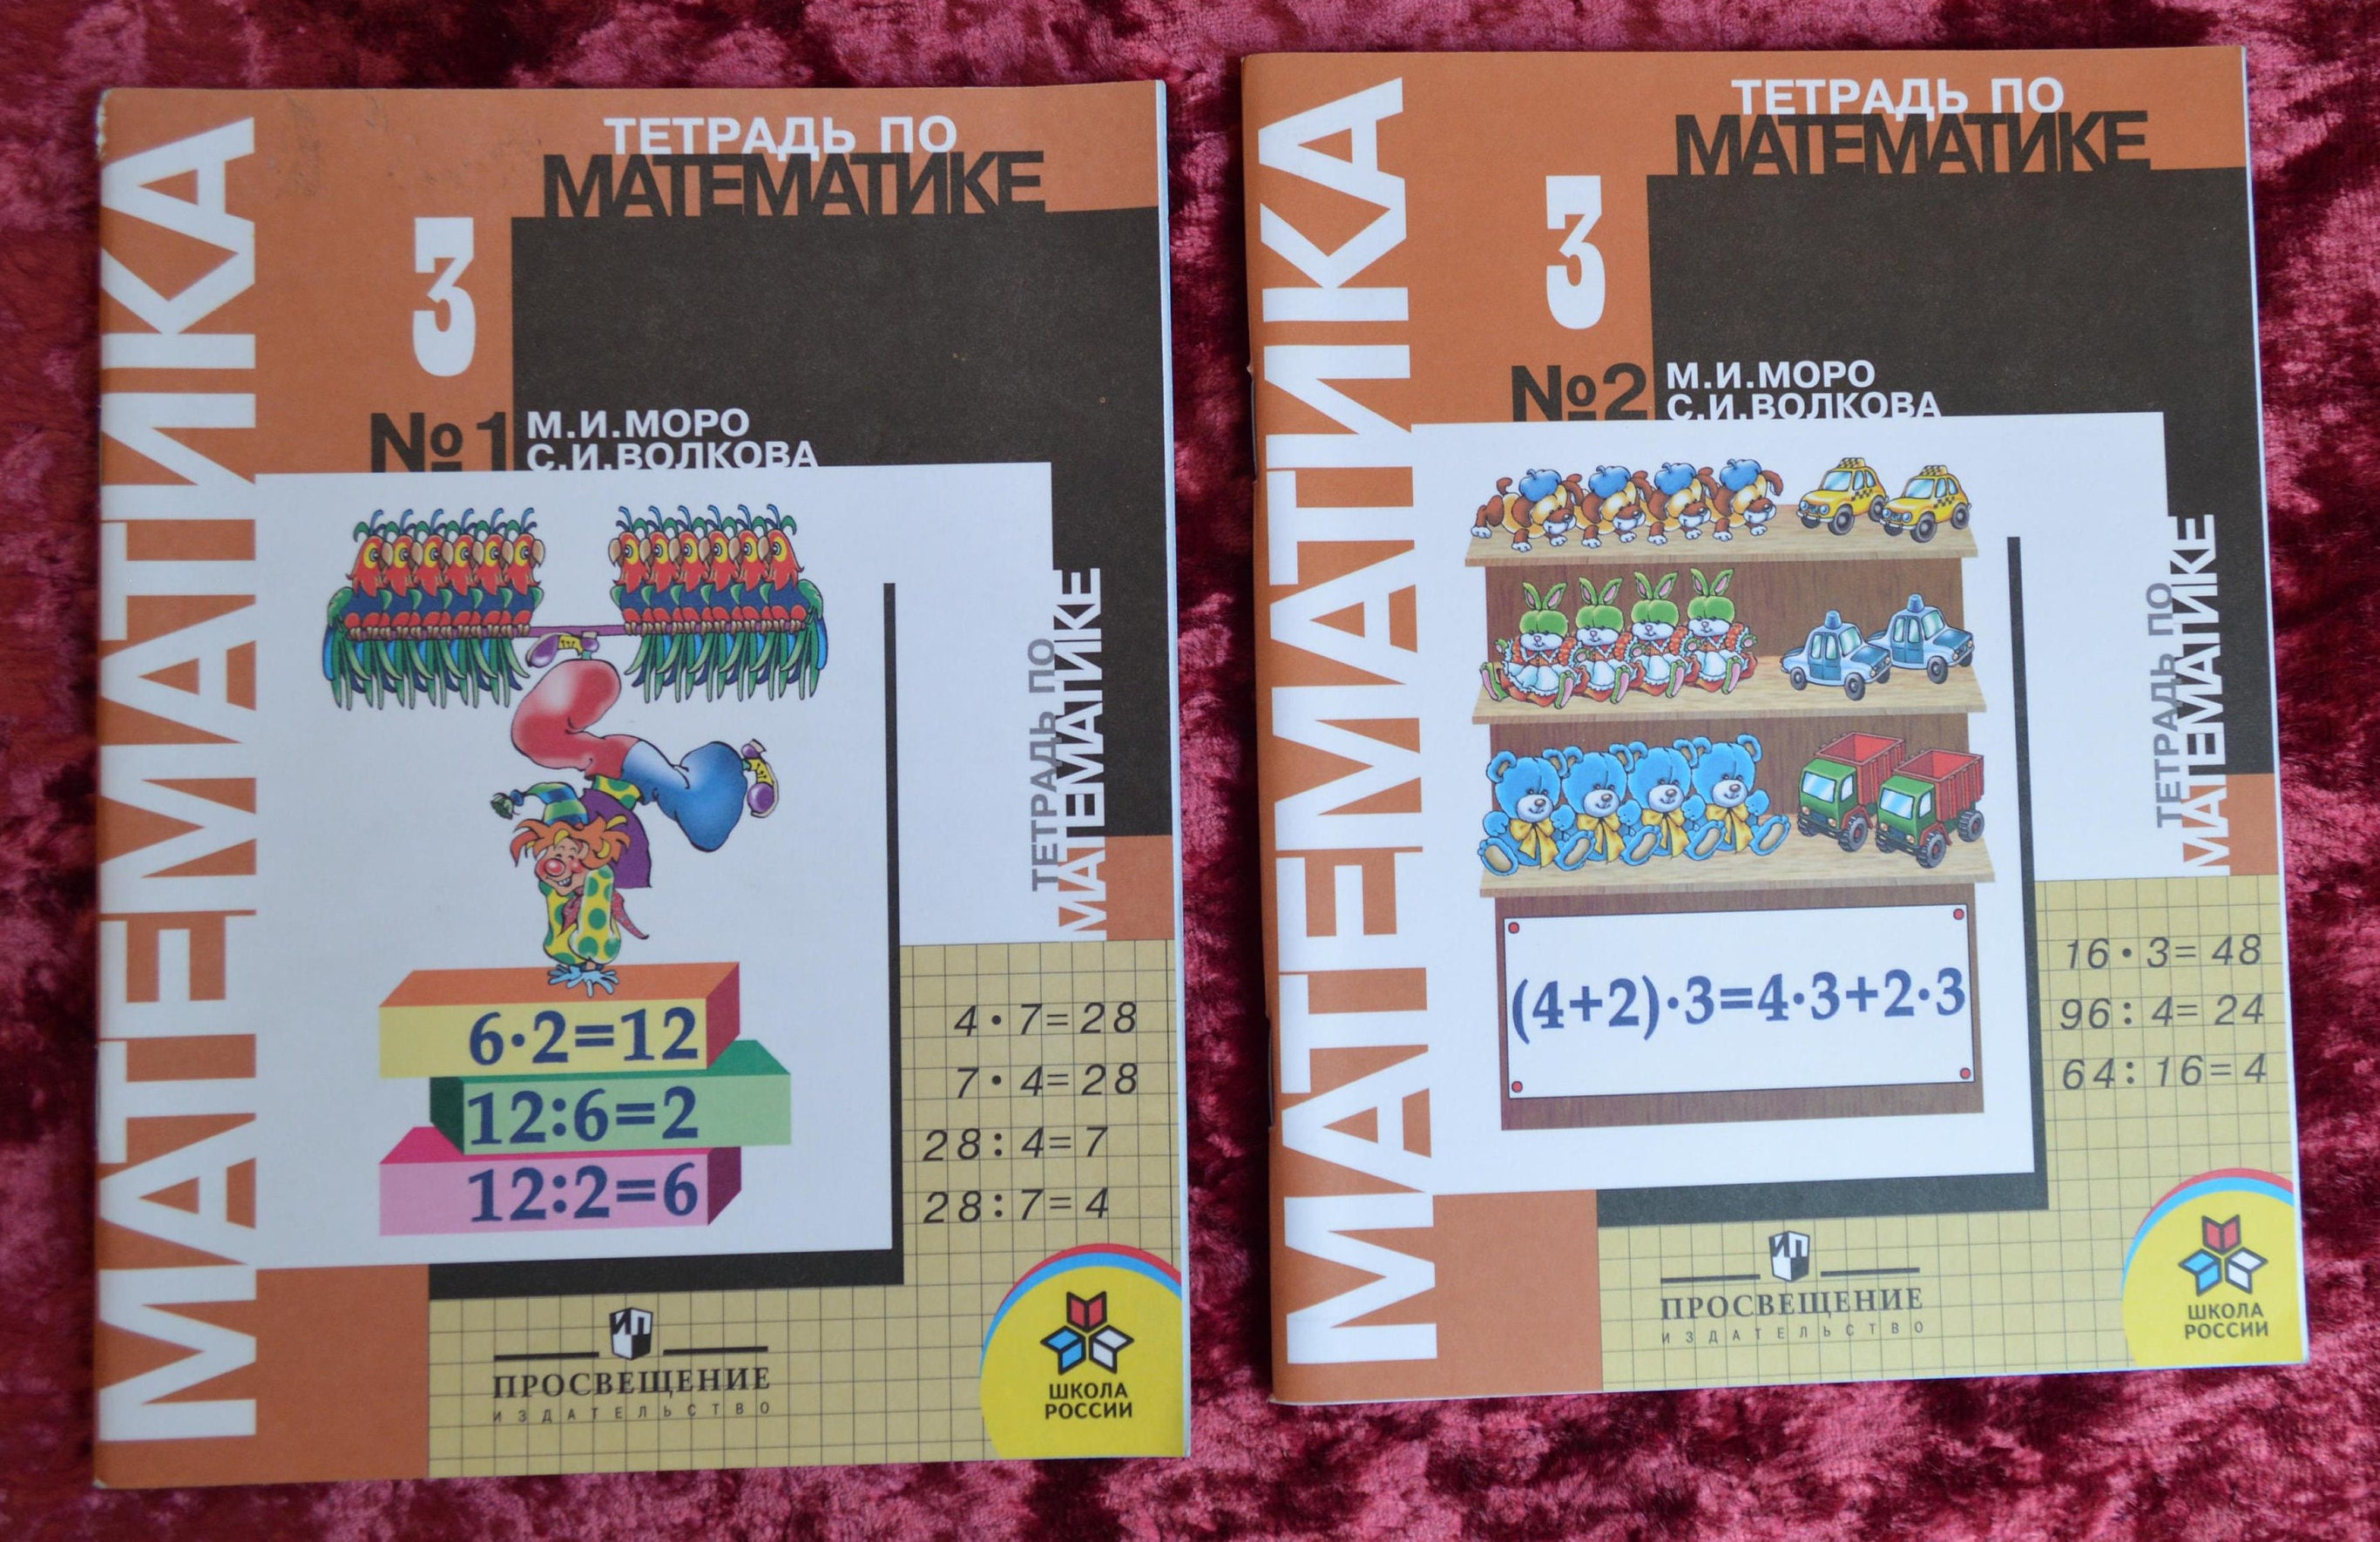 МАТЕМАТИКА
ТЕТРАДЬ ПО
МАТЕМАТИКЕ
3
№1
М.И.МОРО
С.И.ВОЛКОВА
ТЕТРАДЬ ПО
МАТЕМАТИКЕ
6·2=12
12:6=2
12:2=6
4·7=28
7·4=28
28:4=7
28:7=4
ИП
ПРОСВЕЩЕНИЕ
ИЗДАТЕЛЬСТВО
ШКОЛА
РОССИИ
МАТЕМАТИКА
ТЕТРАДЬ ПО
МАТЕМАТИКЕ
3
№2
М.И.МОРО
С.И.ВОЛКОВА
ТЕТРАДЬ ПО
МАТЕМАТИКЕ
(4+2)·3=4·3+2·3
16·3=48
96:4=24
64:16=4
ИП
ПРОСВЕЩЕНИЕ
ИЗДАТЕЛЬСТВО
ШКОЛА
РОССИИ